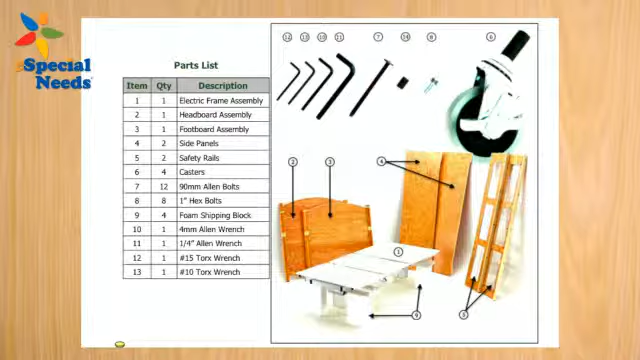 Special
Needs
Parts List
Item Qty Description
1 1 Electric Frame Assembly
2 1 Headboard Assembly
3 1 Footboard Assembly
4 2 Side Panels
5 2 Safety Rails
6 4 Casters
7 12 90mm Allen Bolts
8 8 1" Hex Bolts
9 4 Foam Shipping Block
10 1 4mm Allen Wrench
11 1 1/4" Allen Wrench
12 1 #15 Torx Wrench
13 1 #10 Torx Wrench
12 13 10 11 7 14 8 6
2 3 4
1
9 5